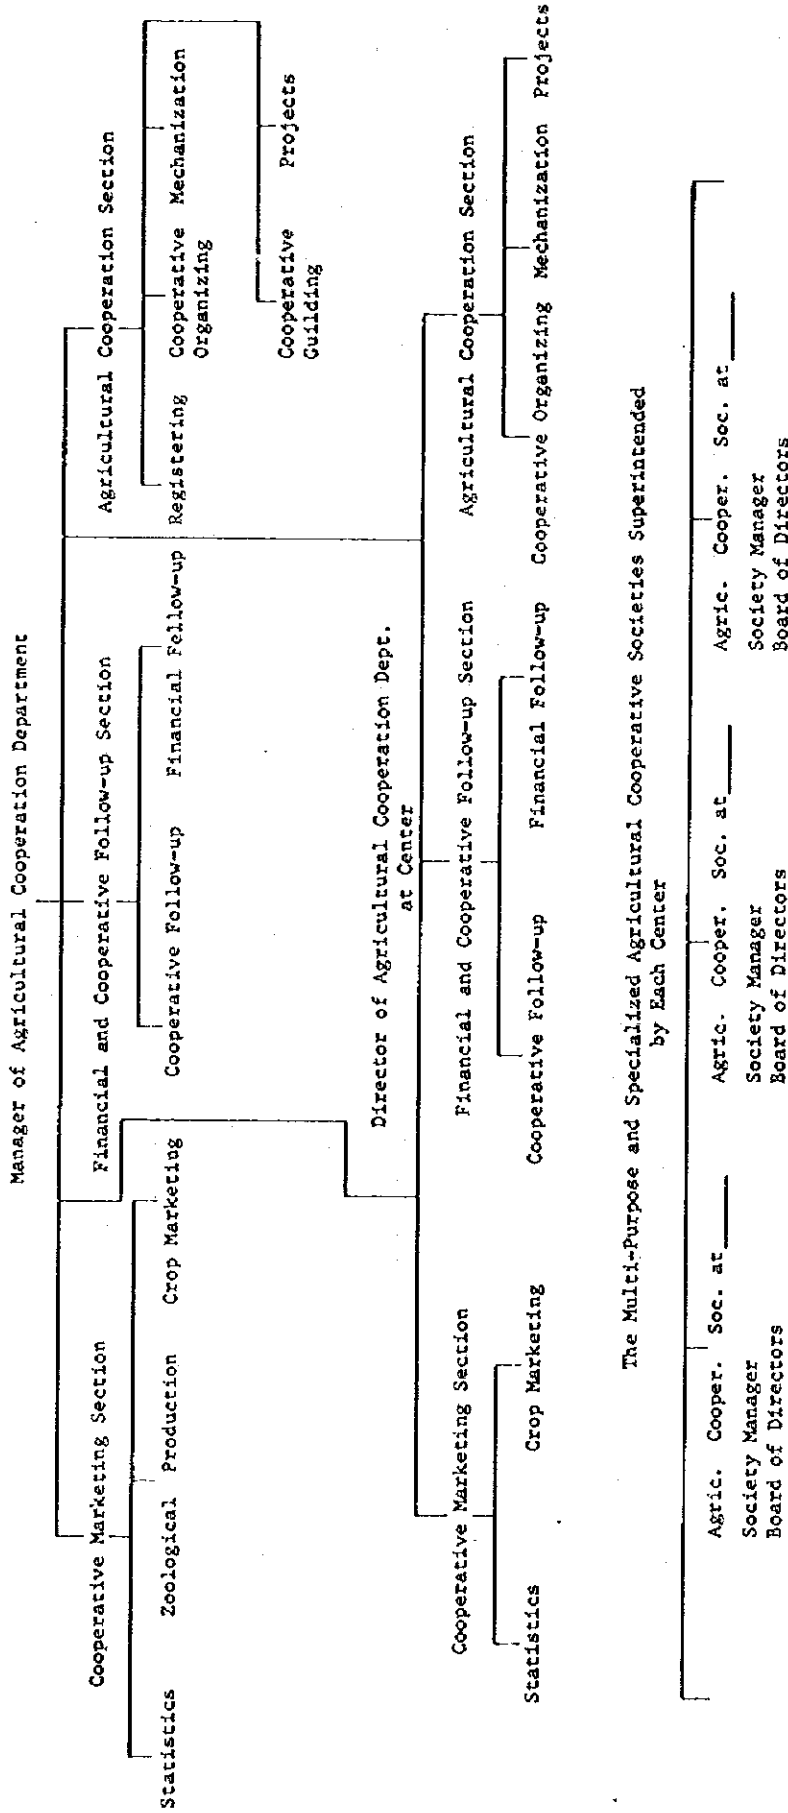 Manager of Agricultural Cooperation Department
Cooperative Marketing Section
Financial and Cooperative Follow-up Section
Agricultural Cooperation Section
Statistics
Zoological Production
Crop Marketing
Cooperative Follow-up
Financial Fellow-up
Registering
Cooperative
Organizing
Mechanization
Cooperative
Guilding
Projects
Director of Agricultural Cooperation Dept.
at Center
Cooperative Marketing Section
Financial and Cooperative Follow-up Section
Agricultural Cooperation Section
Statistics
Crop Marketing
Cooperative Follow-up
Financial Follow-up
Cooperative Organizing
Mechanization
Projects
The Multi-Purpose and Specialized Agricultural Cooperative Societies Superintended
by Each Center
Agric. Cooper. Soc. at
Society Manager
Board of Directors
Agric. Cooper. Soc. at
Society Manager
Board of Directors
Agric. Cooper. Soc. at
Society Manager
Board of Directors